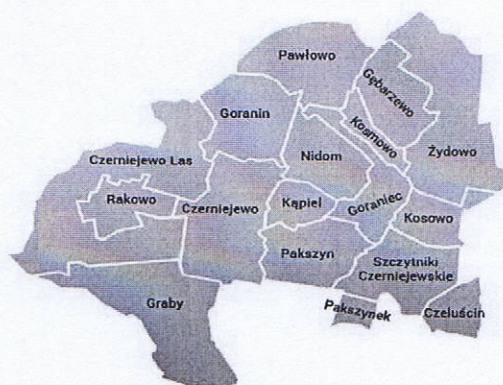 Pawłowo
Gębarzewo
Goranin
Kosmowo
Nidom
Żydowo
Czerniejewo Las
Rakowo
Czerniejewo
Kąpiel
Goraniec
Kosowo
Pakszyn
Szczytniki
Czerniejewskie
Graby
Pakszynek
Czeluścin